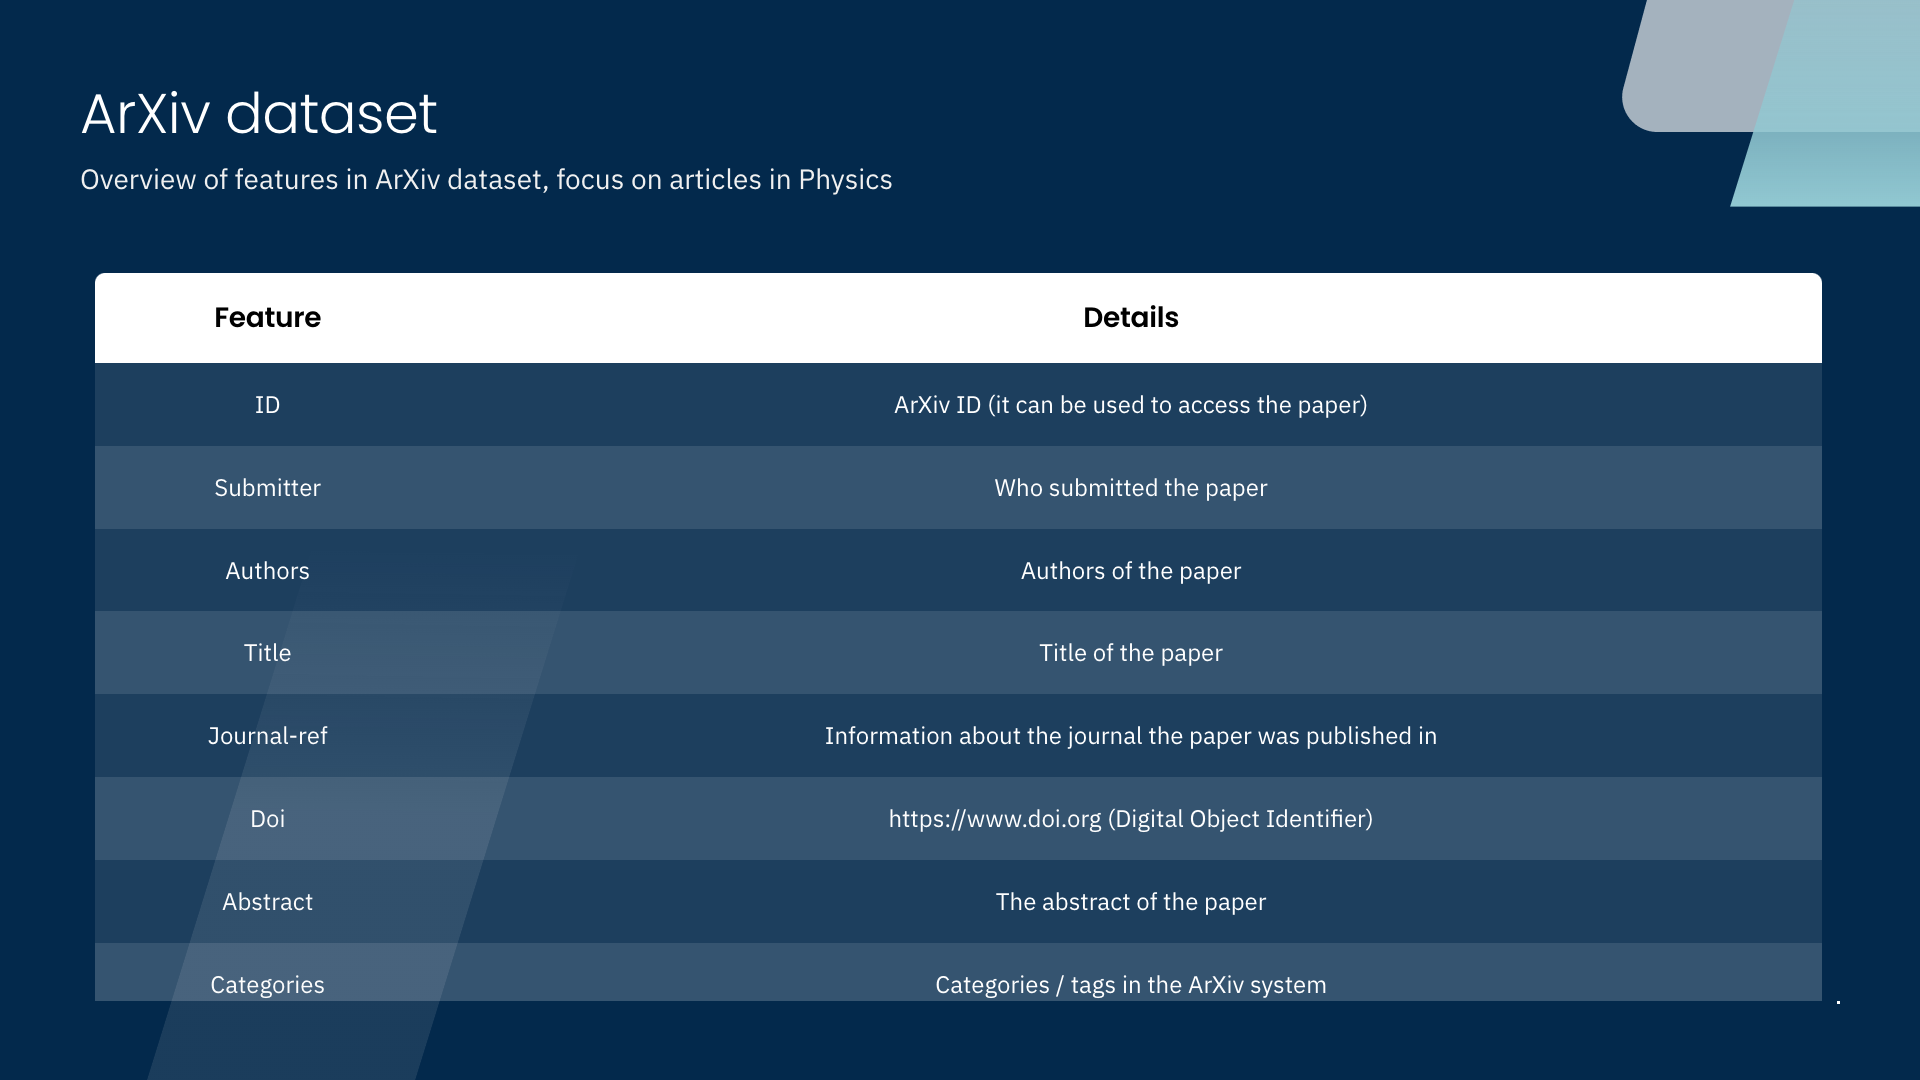 ArXiv dataset
Overview of features in ArXiv dataset, focus on articles in Physics
Feature Details
ID ArXiv ID (it can be used to access the paper)
Submitter Who submitted the paper
Authors Authors of the paper
Title Title of the paper
Journal-ref Information about the journal the paper was published in
Doi https://www.doi.org (Digital Object Identifier)
Abstract The abstract of the paper
Categories Categories / tags in the ArXiv system